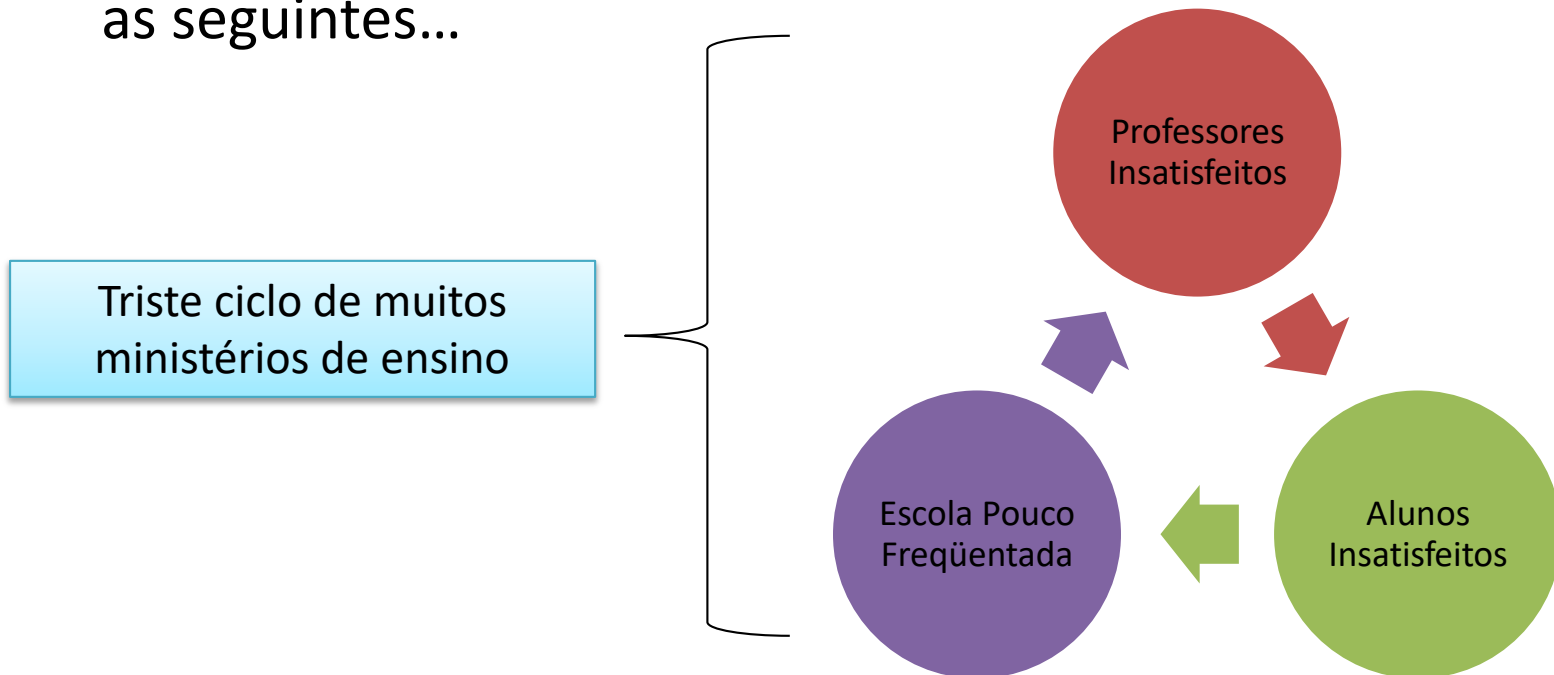 as seguintes…
Triste ciclo de muitos
ministérios de ensino
Professores
Insatisfeitos
Alunos
Insatisfeitos
Escola Pouco
Freqüentada